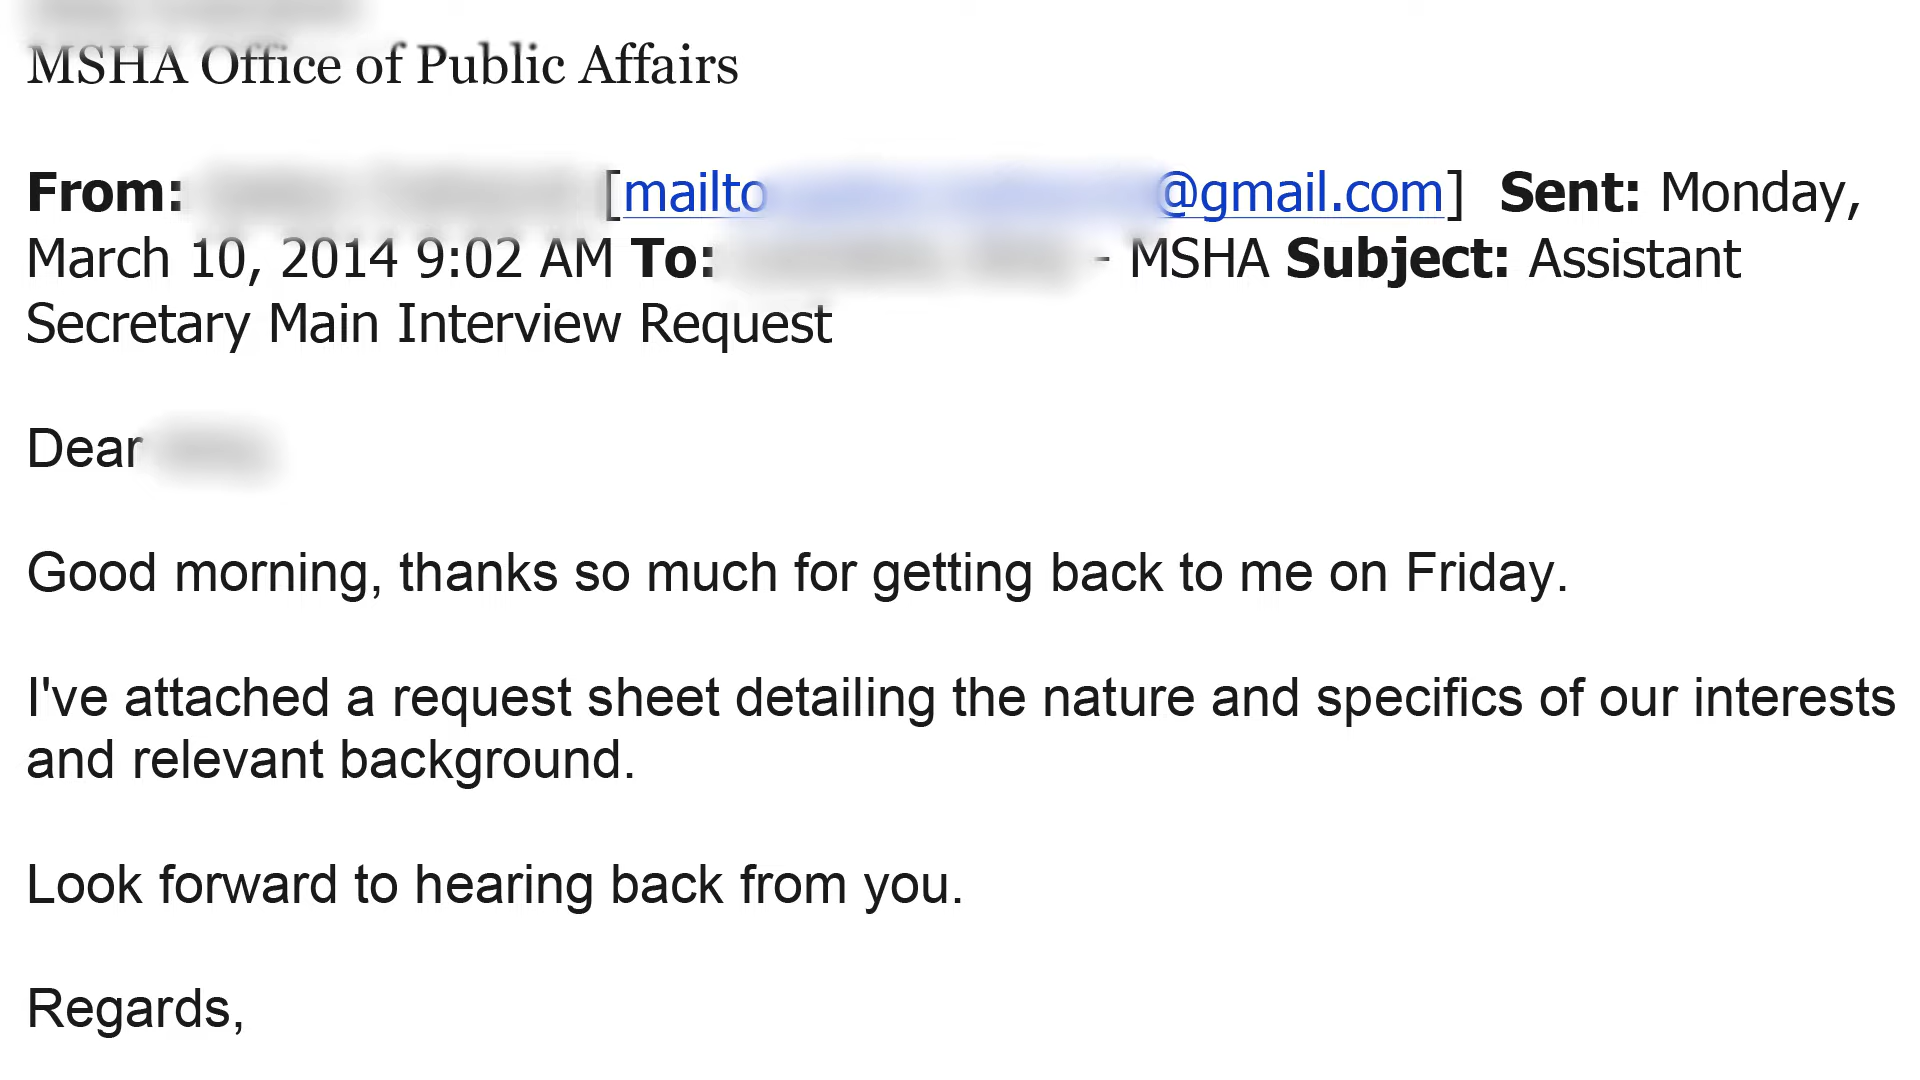 MSHA Office of Public Affairs
From: [mailto @gmail.com] Sent: Monday,
March 10, 2014 9:02 AM To: - MSHA Subject: Assistant
Secretary Main Interview Request
Dear
Good morning, thanks so much for getting back to me on Friday.
I've attached a request sheet detailing the nature and specifics of our interests
and relevant background.
Look forward to hearing back from you.
Regards,